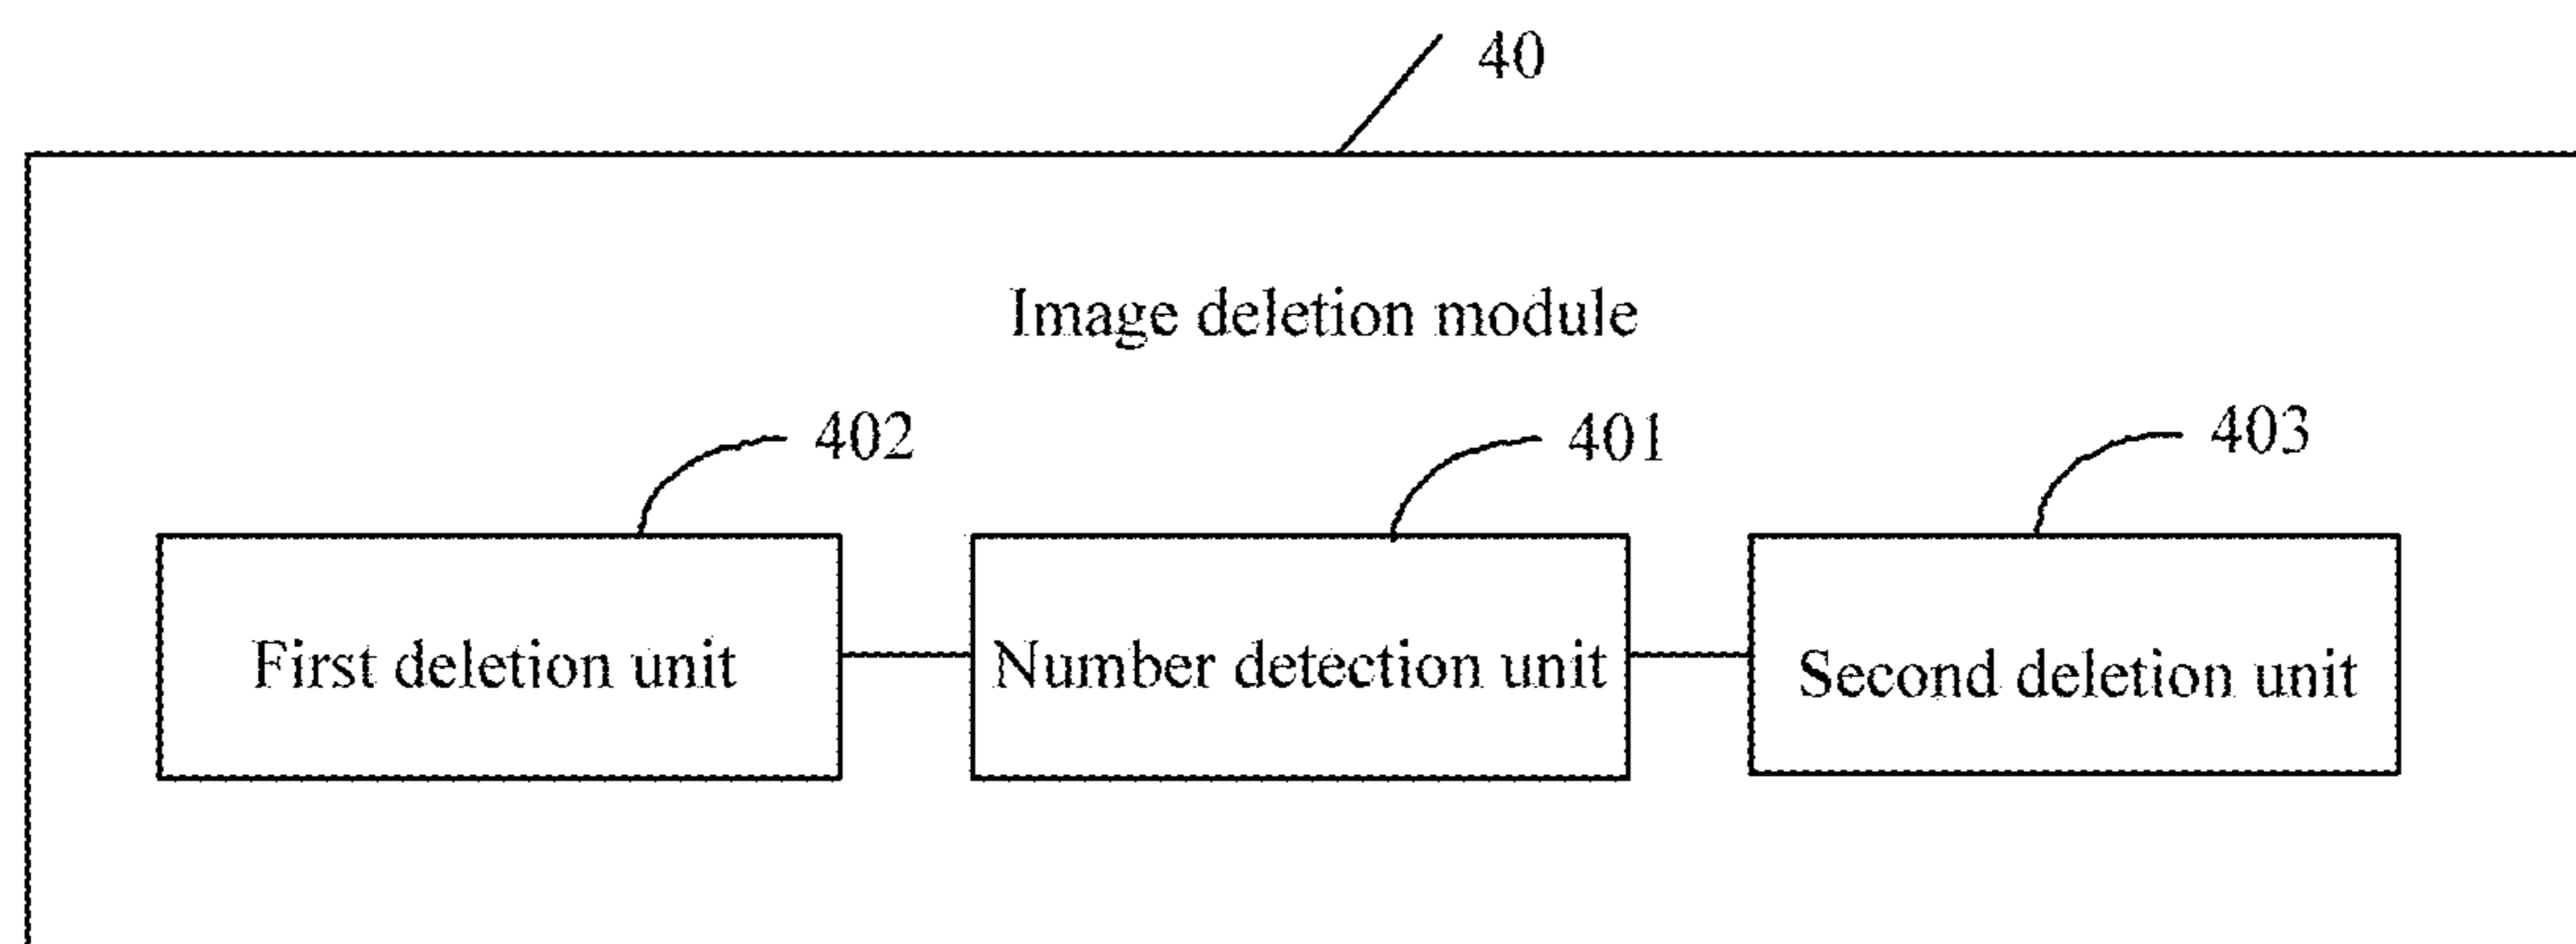 40
Image deletion module
402
401
403
First deletion unit
Number detection unit
Second deletion unit